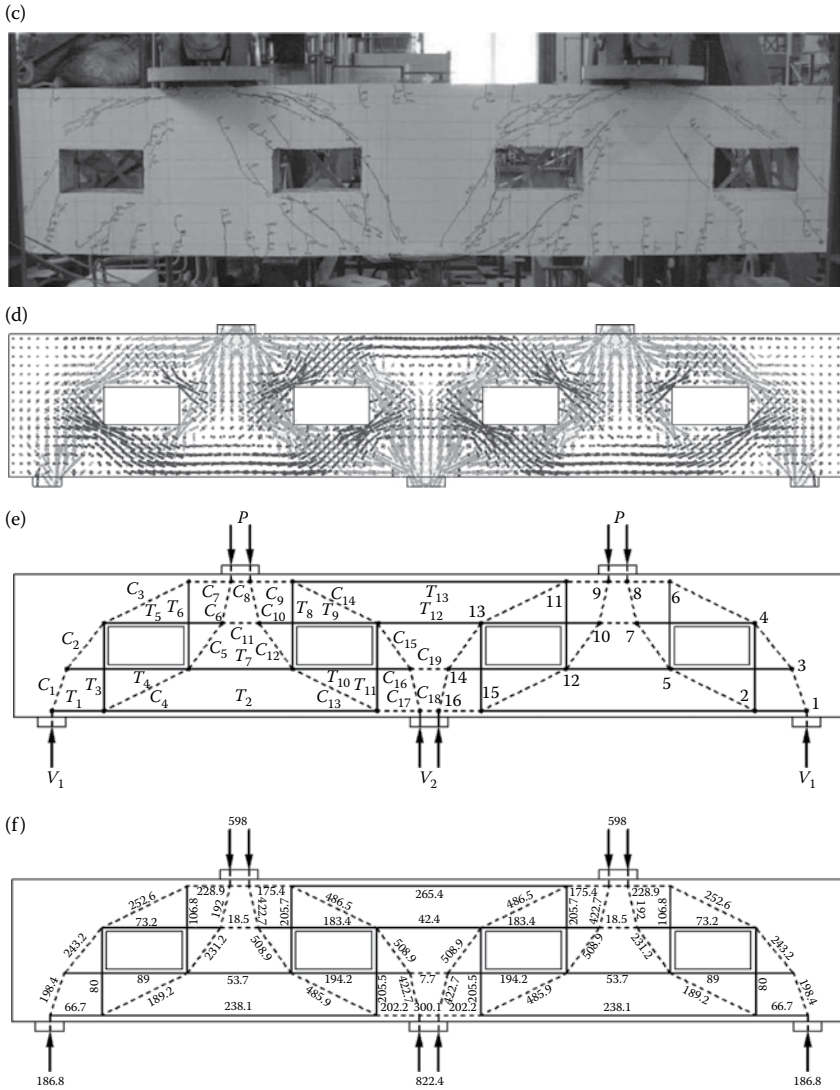 (c)
(d)
(e)
P P
C3 C7 C8 C9 C14 T13 11 9 8 6
T5 T6 C6 C10 T8 T9 T12 13 4
C2 C5 C11 C12 C15 10 7
T7 C19
C1 T4 T10 C16 14 12 5 3
T1 T3 C4 T2 C13 T11 C17 C18 16 15 2 1
V1 V2 V1
(f)
598 598
252.6 228.9 175.4 486.5 265.4 486.5 175.4 228.9 252.6
106.8 192 422.7 205.7 205.7 422.7 192 106.8
73.2 18.5 183.4 42.4 183.4 18.5 73.2
243.2 231.2 508.9 508.9 508.9 508.9 231.2 243.2
198.4 89 53.7 194.2 7.7 194.2 53.7 89 198.4
80 189.2 485.9 205.5 422.7 422.7 205.5 485.9 189.2 80
66.7 238.1 202.2 300.1 202.2 238.1 66.7
186.8 822.4 186.8